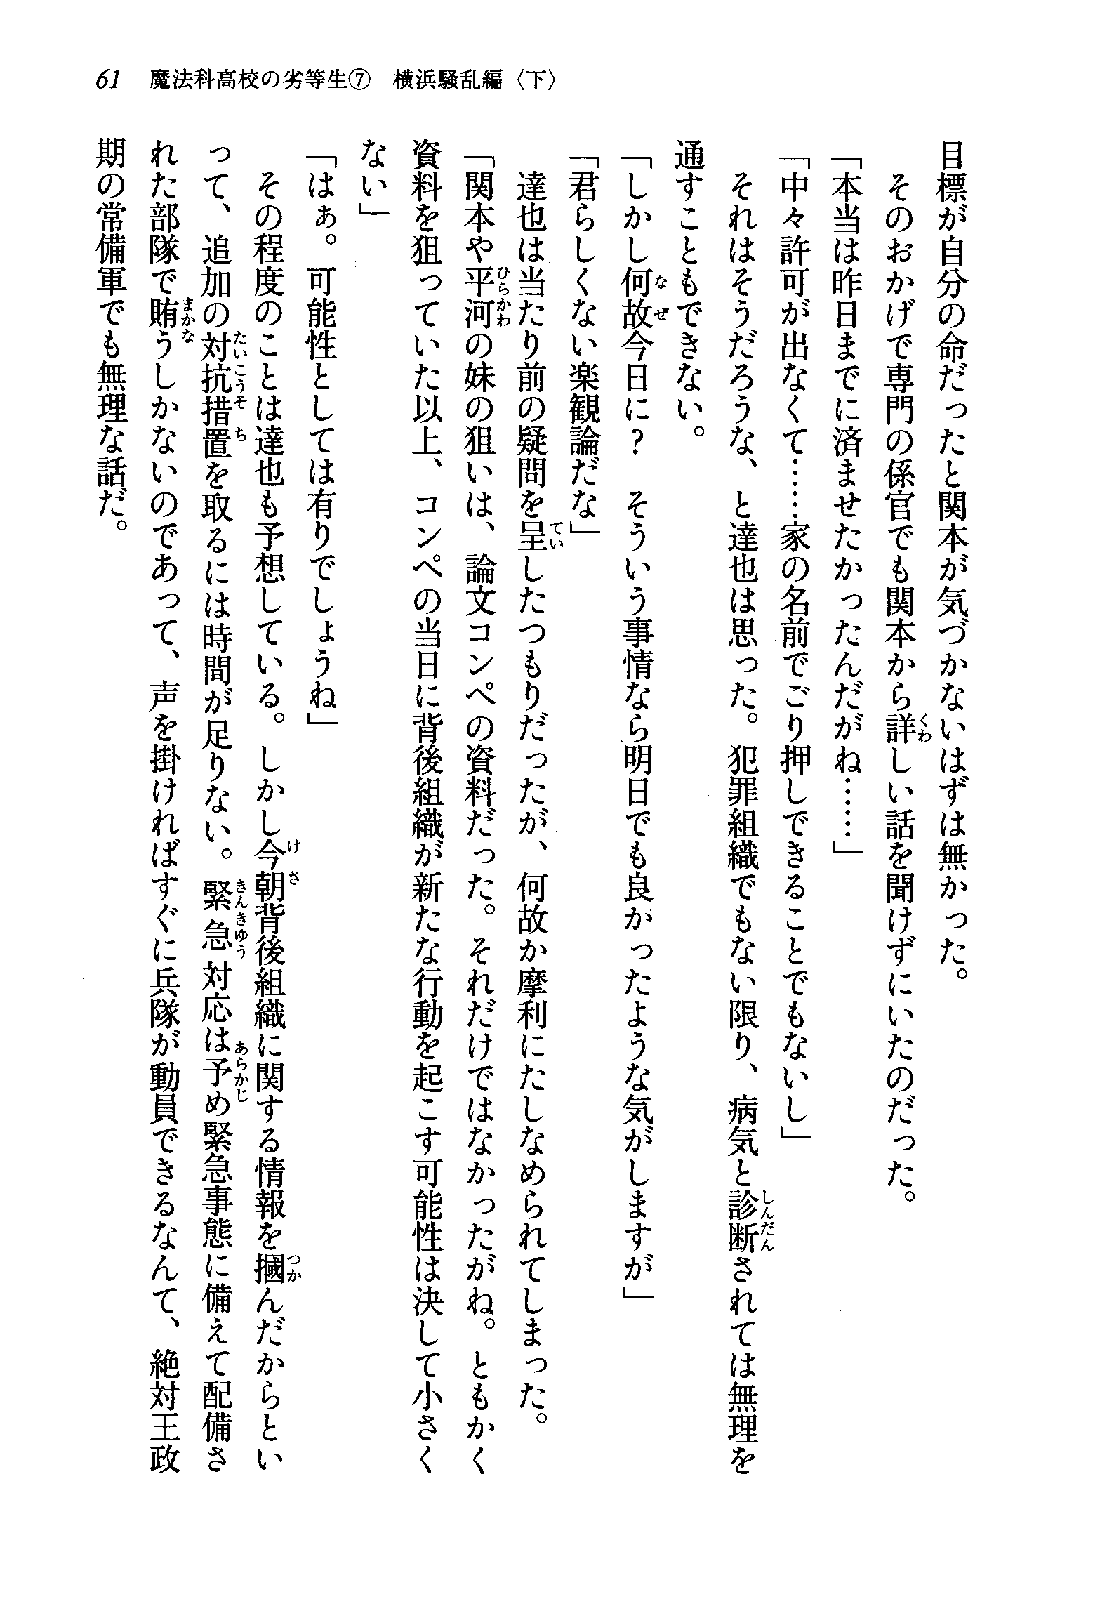 61 魔法科高校の劣等生⑦ 横浜騒乱編〈下〉
目標が自分の命だったと関本が気づかないはずは無かった。
そのおかげで専門の係官でも関本から詳しい話を聞けずにいたのだった。
「本当は昨日までに済ませたかったんだがね……」
「中々許可が出なくて……家の名前でごり押しできることでもないし」
それはそうだろうな、と達也は思った。犯罪組織でもない限り、病気と診断されては無理を
通すこともできない。
「しかし何故今日に？　そういう事情なら明日でも良かったような気がしますが」
「君らしくない楽観論だな」
達也は当たり前の疑問を呈したつもりだったが、何故か摩利にたしなめられてしまった。
「関本や平河の妹の狙いは、論文コンペの資料だった。それだけではなかったがね。ともかく
資料を狙っていた以上、コンペの当日に背後組織が新たな行動を起こす可能性は決して小さく
ない」
「はぁ。可能性としては有りでしょうね」
その程度のことは達也も予想している。しかし今朝背後組織に関する情報を摑んだからとい
って、追加の対抗措置を取るには時間が足りない。緊急対応は予め緊急事態に備えて配備さ
れた部隊で賄うしかないのであって、声を掛ければすぐに兵隊が動員できるなんて、絶対王政
期の常備軍でも無理な話だ。